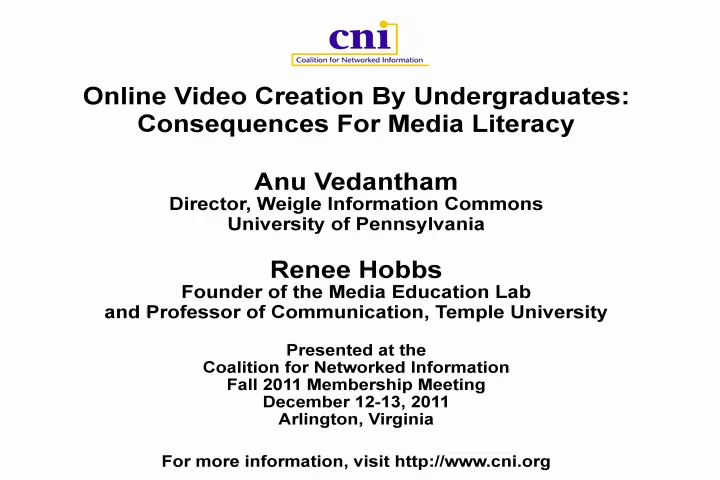 cni
Coalition for Networked Information
Online Video Creation By Undergraduates:
Consequences For Media Literacy
Anu Vedantham
Director, Weigle Information Commons
University of Pennsylvania
Renee Hobbs
Founder of the Media Education Lab
and Professor of Communication, Temple University
Presented at the
Coalition for Networked Information
Fall 2011 Membership Meeting
December 12-13, 2011
Arlington, Virginia
For more information, visit http://www.cni.org